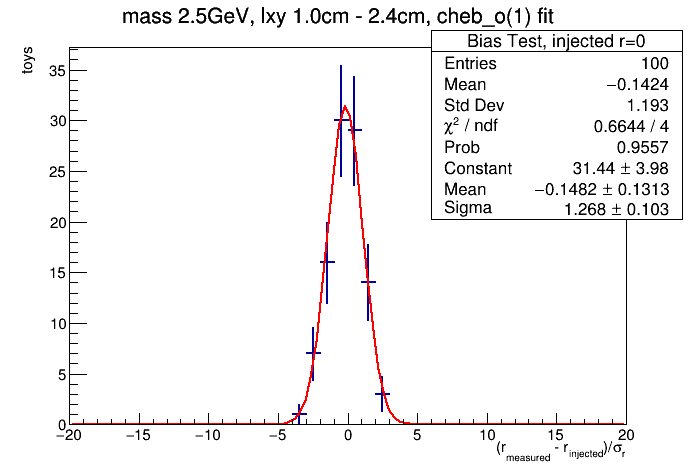 mass 2.5GeV, lxy 1.0cm - 2.4cm, cheb_o(1) fit
toys
Bias Test, injected r=0
Entries 100
Mean −0.1424
Std Dev 1.193
χ² / ndf 0.6644 / 4
Prob 0.9557
Constant 31.44 ± 3.98
Mean −0.1482 ± 0.1313
Sigma 1.268 ± 0.103
35
30
25
20
15
10
5
0
−20 −15 −10 −5 0 5 10 15 20
(r_measured - r_injected)/σ_r